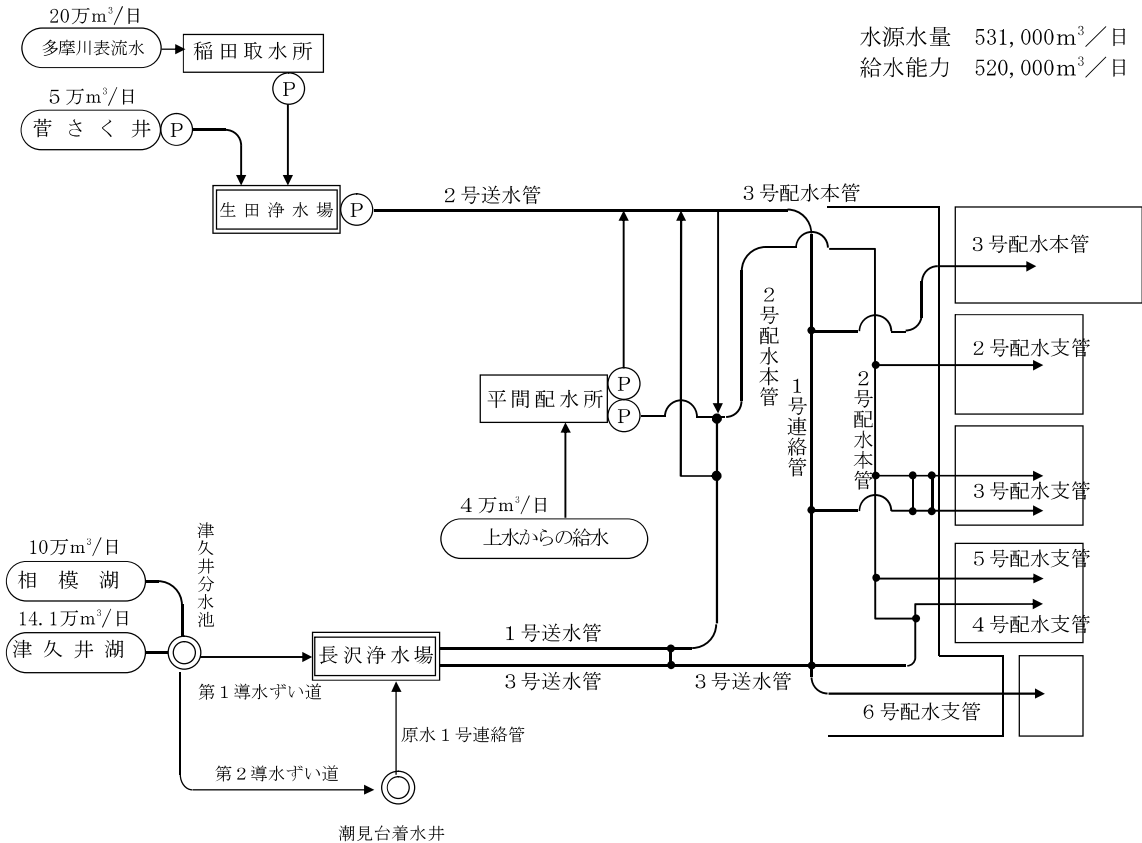 20万m³/日
多摩川表流水
稲田取水所
P
水源水量 531,000m³／日
給水能力 520,000m³／日
5万m³/日
菅さく井
P
生田浄水場
P
2号送水管
3号配水本管
3号配水本管
2号配水本管
2号配水支管
平間配水所
P
P
1号連絡管
2号配水本管
3号配水支管
4万m³/日
上水からの給水
津久井分水池
10万m³/日
相模湖
14.1万m³/日
津久井湖
5号配水支管
4号配水支管
長沢浄水場
1号送水管
3号送水管
3号送水管
第1導水ずい道
6号配水支管
原水1号連絡管
第2導水ずい道
潮見台着水井